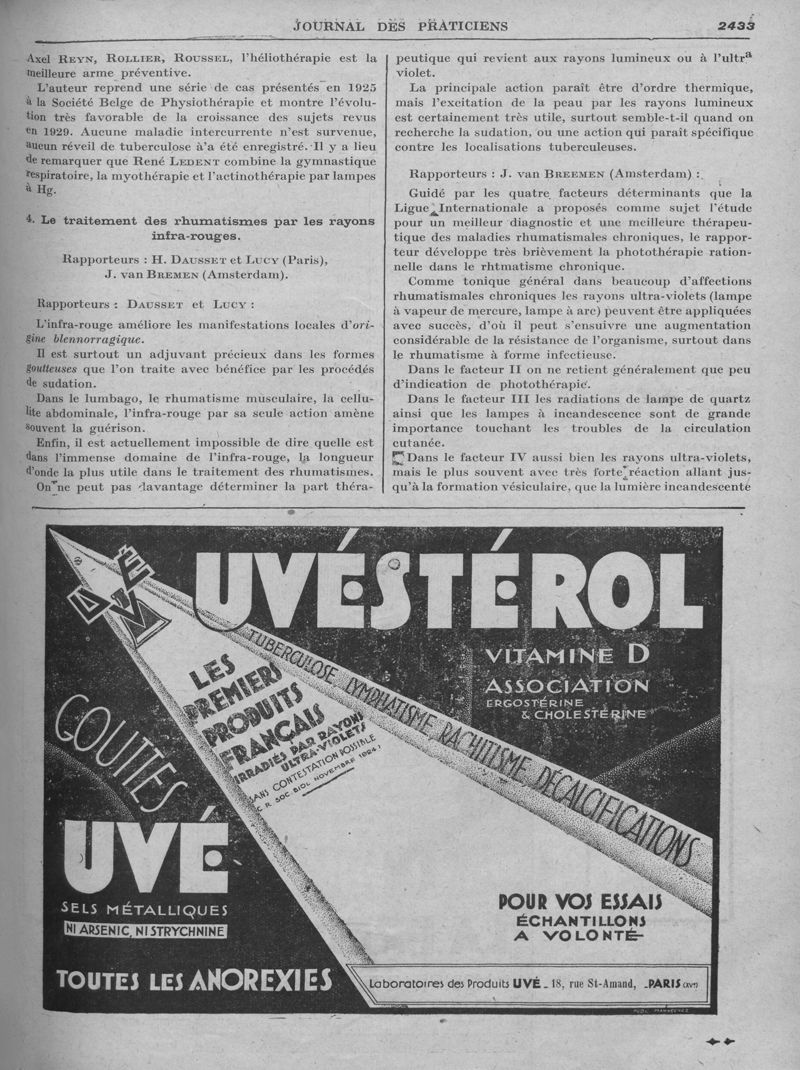 JOURNAL DES PRATICIENS
2433
Axel REYN, ROLLIER, ROUSSEL, l'héliothérapie est la
meilleure arme préventive.
L'auteur reprend une série de cas présentés en 1925
à la Société Belge de Physiothérapie et montre l'évolu-
tion très favorable de la croissance des sujets revus
en 1929. Aucune maladie intercurrente n'est survenue,
aucun réveil de tuberculose a'a été enregistré. Il y a lieu
de remarquer que René LEDENT combine la gymnastique
respiratoire, la myothérapie et l'actinothérapie par lampes
à Hg.
4. Le traitement des rhumatismes par les rayons
infra-rouges.
Rapporteurs : H. DAUSSET et LUCY (Paris),
J. van BREMEN (Amsterdam).
Rapporteurs : DAUSSET et LUCY :
L'infra-rouge améliore les manifestations locales d'ori-
gine blennorragique.
Il est surtout un adjuvant précieux dans les formes
goutteuses que l'on traite avec bénéfice par les procédés
de sudation.
Dans le lumbago, le rhumatisme musculaire, la cellu-
lite abdominale, l'infra-rouge par sa seule action amène
souvent la guérison.
Enfin, il est actuellement impossible de dire quelle est
dans l'immense domaine de l'infra-rouge, la longueur
d'onde la plus utile dans le traitement des rhumatismes.
On ne peut pas davantage déterminer la part théra-
peutique qui revient aux rayons lumineux ou à l'ultra
violet.
La principale action paraît être d'ordre thermique,
mais l'excitation de la peau par les rayons lumineux
est certainement très utile, surtout semble-t-il quand on
recherche la sudation, ou une action qui paraît spécifique
contre les localisations tuberculeuses.
Rapporteurs : J. van BREEMEN (Amsterdam) :
Guidé par les quatre facteurs déterminants que la
Ligue Internationale a proposés comme sujet l'étude
pour un meilleur diagnostic et une meilleure thérapeu-
tique des maladies rhumatismales chroniques, le rappor-
teur développe très brièvement la photothérapie ration-
nelle dans le rhtmatisme chronique.
Comme tonique général dans beaucoup d'affections
rhumatismales chroniques les rayons ultra-violets (lampe
à vapeur de mercure, lampe à arc) peuvent être appliquées
avec succès, d'où il peut s'ensuivre une augmentation
considérable de la résistance de l'organisme, surtout dans
le rhumatisme à forme infectieuse.
Dans le facteur II on ne retient généralement que peu
d'indication de photothérapie.
Dans le facteur III les radiations de lampe de quartz
ainsi que les lampes à incandescence sont de grande
importance touchant les troubles de la circulation
cutanée.
Dans le facteur IV aussi bien les rayons ultra-violets,
mais le plus souvent avec très forte réaction allant jus-
qu'à la formation vésiculaire, que la lumière incandescente
UVÉSTÉROL
VITAMINE D
ASSOCIATION
ERGOSTÉRINE
& CHOLESTÉRINE
TUBERCULOSE, LYMPHATISME, RACHITISME, DÉCALCIFICATIONS
LES
PREMIERS
PRODUITS
FRANÇAIS
IRRADIÉS PAR RAYONS
ULTRA-VIOLETS
SANS CONTESTATION POSSIBLE
C. R. SOC. BIOL. NOVEMBRE 1924)
GOUTTES
UVÉ
SELS MÉTALLIQUES
NI ARSENIC, NI STRYCHNINE
TOUTES LES ANOREXIES
POUR VOS ESSAIS
ÉCHANTILLONS
A VOLONTÉ
Laboratoires des Produits UVÉ - 18, rue St-Amand, -PARIS (XV)